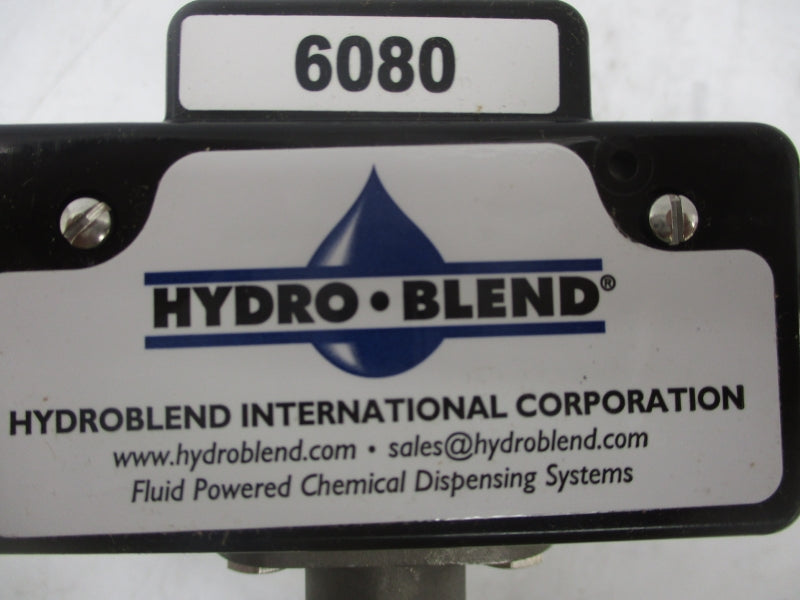 6080
HYDRO • BLEND®
HYDROBLEND INTERNATIONAL CORPORATION
www.hydroblend.com • sales@hydroblend.com
Fluid Powered Chemical Dispensing Systems